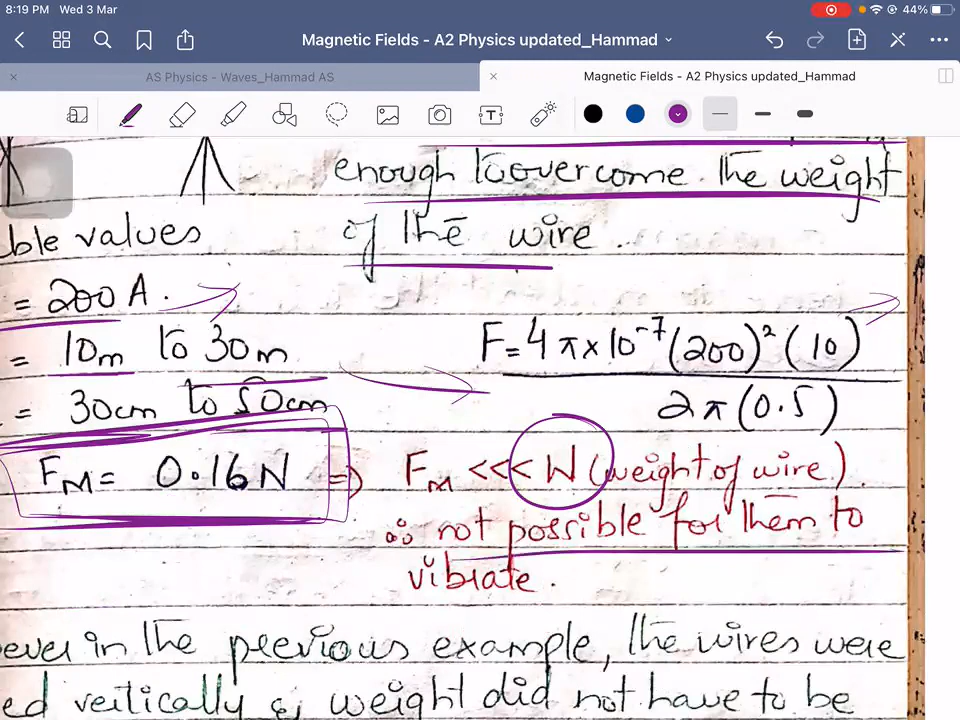 8:19 PM Wed 3 Mar
44%
Magnetic Fields - A2 Physics updated_Hammad
AS Physics - Waves_Hammad AS
Magnetic Fields - A2 Physics updated_Hammad
enough to overcome the weight
ble values of the wire.
= 200 A.
= 10m to 30m
F = 4π×10⁻⁷(200)²(10)
= 30cm to 50cm
2π(0.5)
FM = 0.16N ⇒ FM <<< W (weight of wire).
∴ not possible for them to
vibrate.
ever in the previous example, the wires were
ed vertically & weight did not have to be